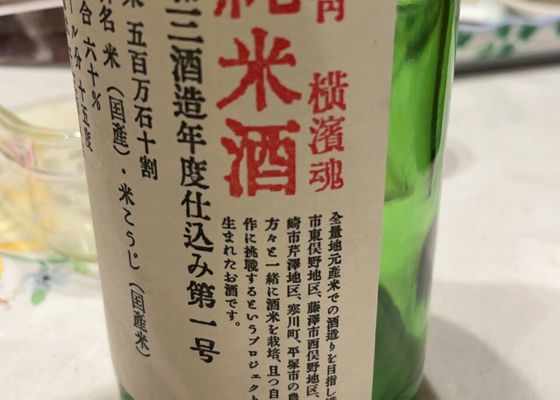 横濱魂
純米酒
三酒造年度仕込み第一号
全量地元産米での酒造りを目指し
市東俣野地区、藤澤市西俣野地区、
崎市芹澤地区、寒川町、平塚市の農
方々と一緒に酒米を栽培、且つ自
作に挑戦するというプロジェクト
生まれたお酒です。
米 五百万石十割
米(国産)・米こうじ(国産米)
合 六十%
十五度